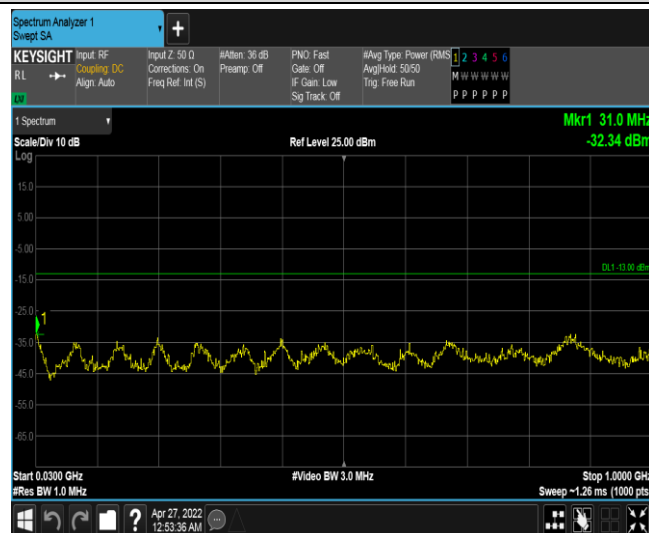 Spectrum Analyzer 1
Swept SA
+
KEYSIGHT Input: RF Input Z: 50 Ω #Atten: 36 dB PNO: Fast #Avg Type: Power (RMS 1 2 3 4 5 6
RL Coupling: DC Corrections: On Preamp: Off Gate: Off Avg|Hold: 50/50 M W W W W W
Align: Auto Freq Ref: Int (S) IF Gain: Low Trig: Free Run
Sig Track: Off P P P P P P
1 Spectrum Mkr1 31.0 MHz
Scale/Div 10 dB Ref Level 25.00 dBm -32.34 dBm
Log
15.0
5.00
-5.00
DL1 -13.00 dBm
-15.0
-25.0
1
-35.0
-45.0
-55.0
-65.0
Start 0.0300 GHz #Video BW 3.0 MHz Stop 1.0000 GHz
#Res BW 1.0 MHz Sweep ~1.26 ms (1000 pts
? Apr 27, 2022
12:53:36 AM